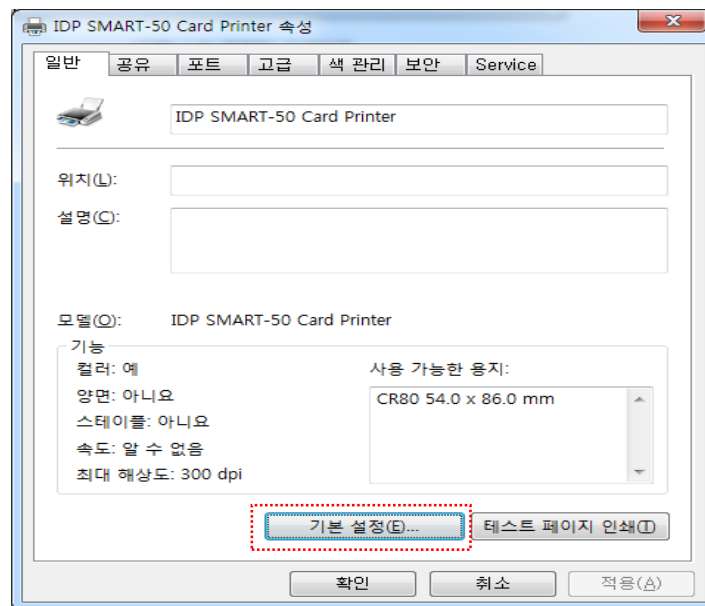 IDP SMART-50 Card Printer 속성
일반 공유 포트 고급 색 관리 보안 Service
IDP SMART-50 Card Printer
위치(L):
설명(C):
모델(O): IDP SMART-50 Card Printer
기능
컬러: 예 사용 가능한 용지:
양면: 아니요 CR80 54.0 x 86.0 mm
스테이플: 아니요
속도: 알 수 없음
최대 해상도: 300 dpi
기본 설정(E)... 테스트 페이지 인쇄(T)
확인 취소 적용(A)